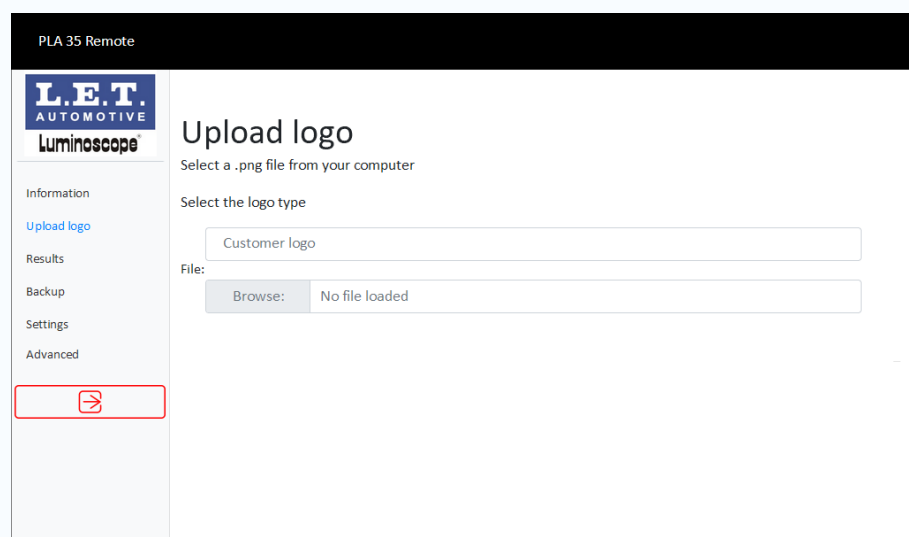 PLA 35 Remote
L.E.T.
AUTOMOTIVE
Luminoscope®
Information
Upload logo
Results
Backup
Settings
Advanced
Upload logo
Select a .png file from your computer
Select the logo type
Customer logo
File:
Browse: No file loaded